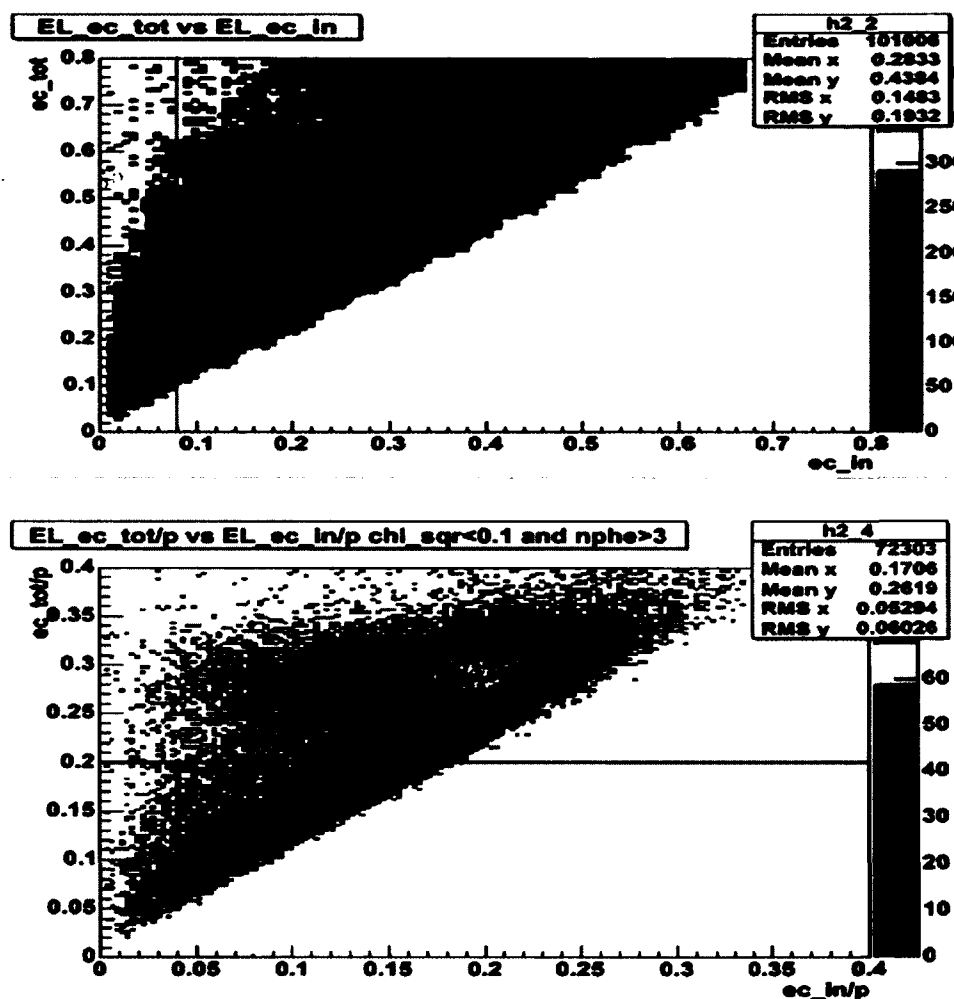 EL_ec_tot vs EL_ec_in
h2_2
Entries 101006
Mean x 0.2833
Mean y 0.4384
RMS x 0.1483
RMS y 0.1932
ec_tot
0.8
0.7
0.6
0.5
0.4
0.3
0.2
0.1
0
0 0.1 0.2 0.3 0.4 0.5 0.6 0.7 0.8
ec_in
300
250
200
150
100
50
0
EL_ec_tot/p vs EL_ec_in/p chi_sqr<0.1 and nphe>3
h2_4
Entries 72303
Mean x 0.1706
Mean y 0.2619
RMS x 0.05294
RMS y 0.06026
ec_tot/p
0.4
0.35
0.3
0.25
0.2
0.15
0.1
0.05
0
0 0.05 0.1 0.15 0.2 0.25 0.3 0.35 0.4
ec_in/p
60
50
40
30
20
10
0